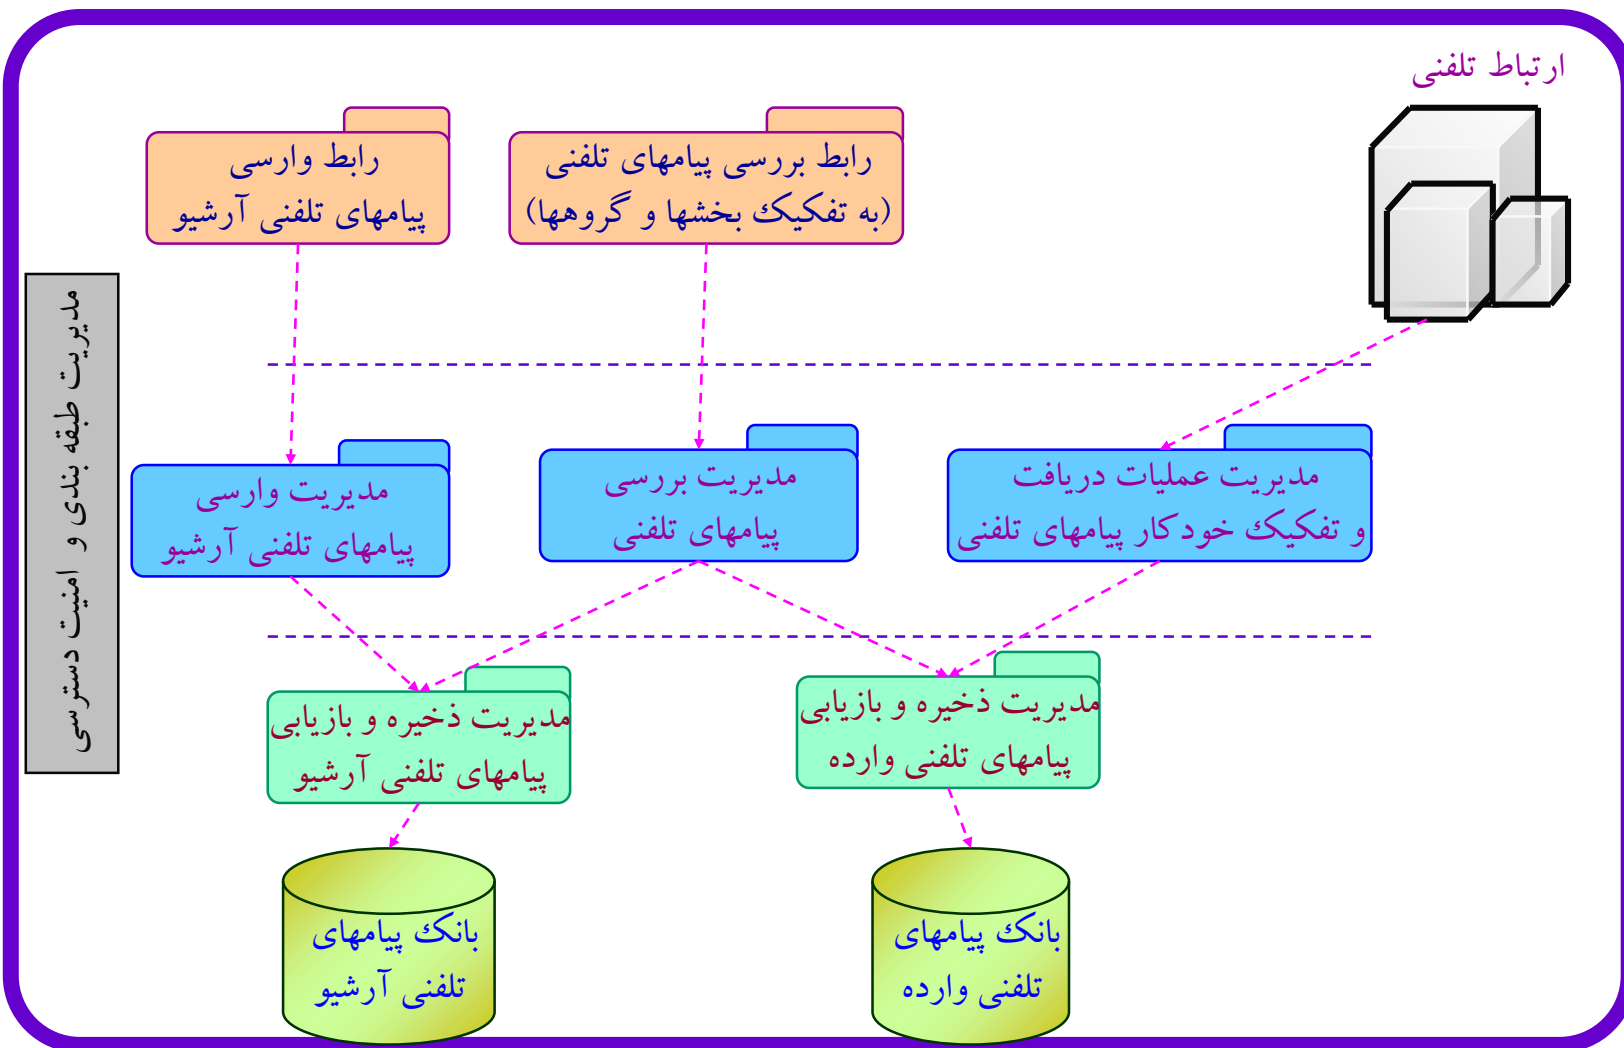 ارتباط تلفنی
رابط بررسی پیامهای تلفنی
(به تفکیک بخشها و گروهها)
رابط وارسی
پیامهای تلفنی آرشیو
مدیریت طبقه بندی و امنیت دسترسی
مدیریت عملیات دریافت
و تفکیک خودکار پیامهای تلفنی
مدیریت بررسی
پیامهای تلفنی
مدیریت وارسی
پیامهای تلفنی آرشیو
مدیریت ذخیره و بازیابی
پیامهای تلفنی وارده
مدیریت ذخیره و بازیابی
پیامهای تلفنی آرشیو
بانک پیامهای
تلفنی وارده
بانک پیامهای
تلفنی آرشیو